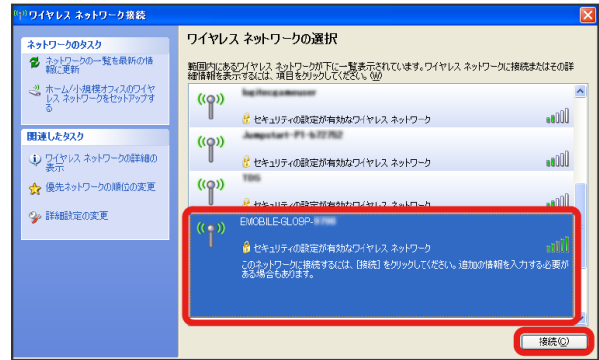 ワイヤレス ネットワーク接続
ネットワークのタスク
ネットワークの一覧を最新の情
報に更新
ホーム/小規模オフィスのワイヤ
レス ネットワークをセットアップす
る
関連したタスク
ワイヤレス ネットワークの詳細の
表示
優先ネットワークの順位の変更
詳細設定の変更
ワイヤレス ネットワークの選択
範囲内にあるワイヤレス ネットワークが下に一覧表示されています。ワイヤレス ネットワークに接続またはその詳
細情報を表示するには、項目をクリックしてください。(W)
セキュリティの設定が有効なワイヤレス ネットワーク
セキュリティの設定が有効なワイヤレス ネットワーク
セキュリティの設定が有効なワイヤレス ネットワーク
EMOBILE-GL09P-
セキュリティの設定が有効なワイヤレス ネットワーク
このネットワークに接続するには、[接続] をクリックしてください。追加の情報を入力する必要が
ある場合もあります。
接続(C)